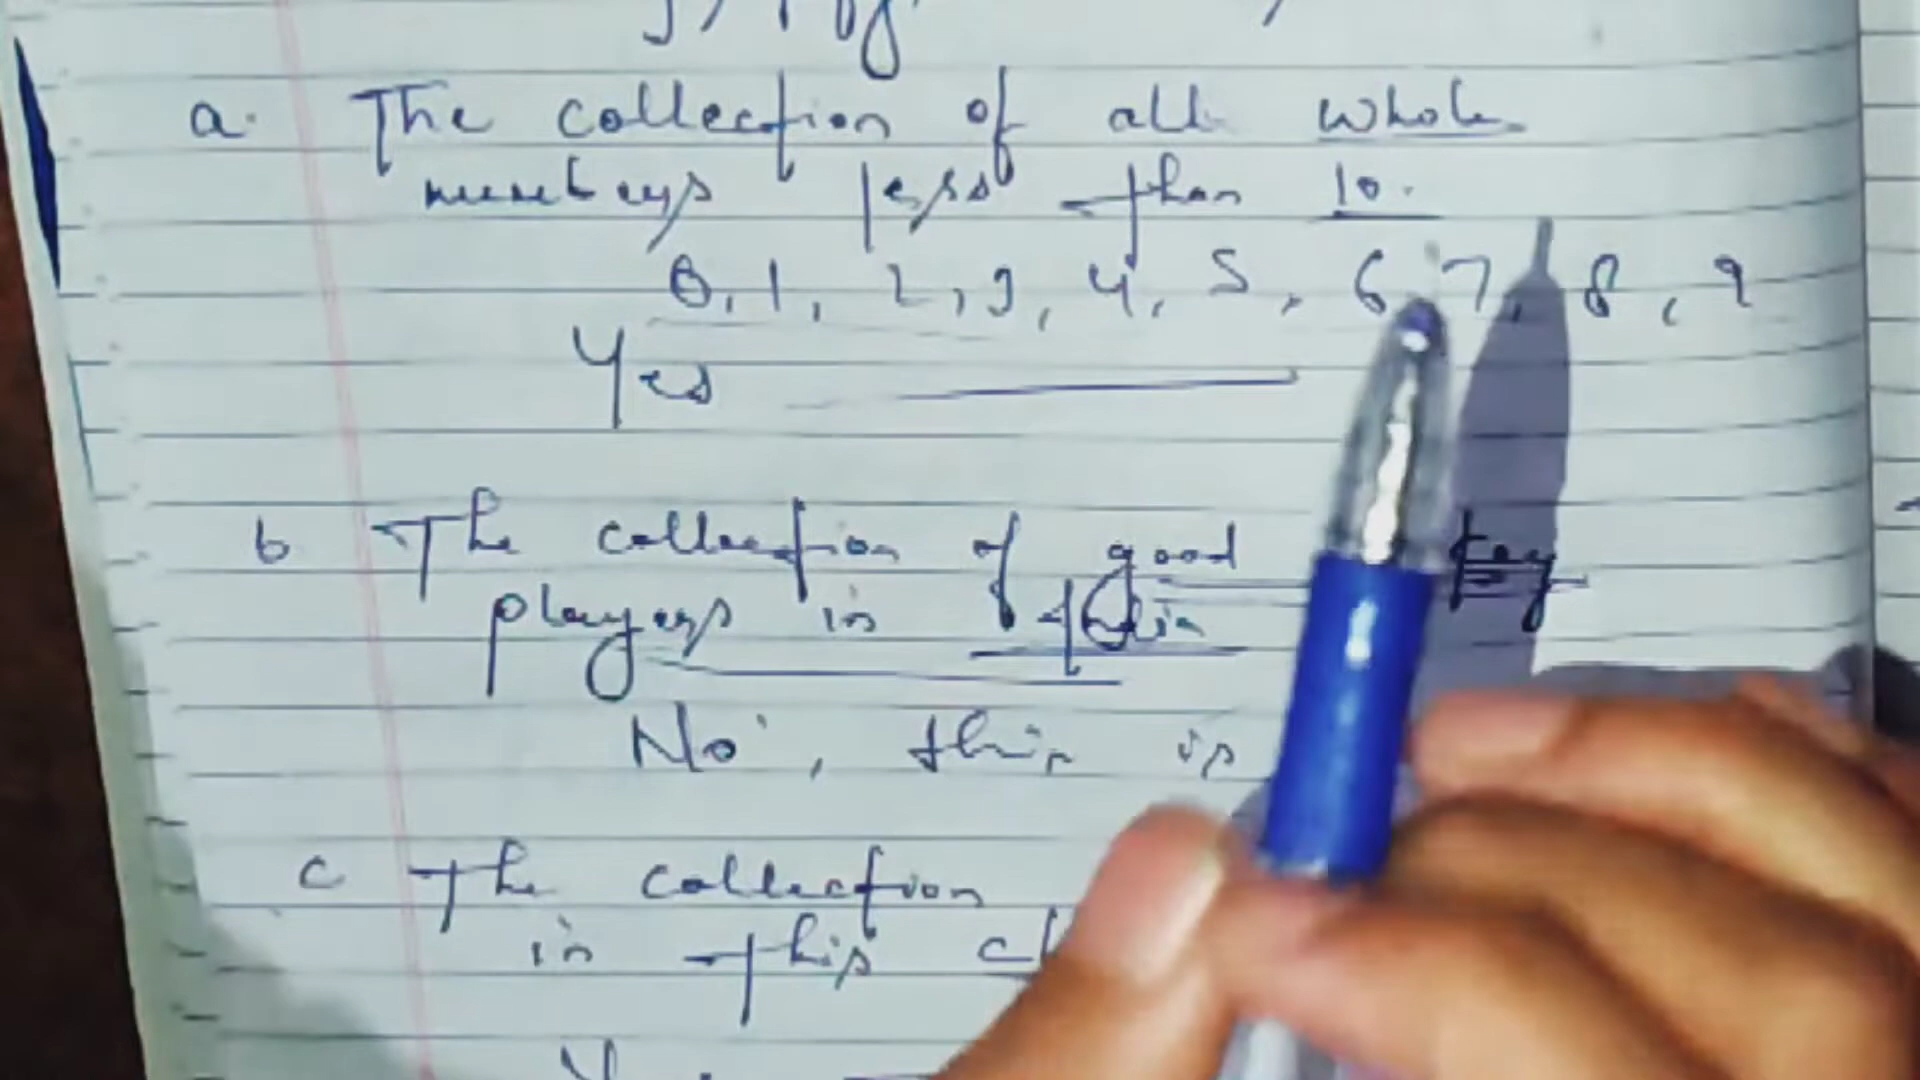 a. The collection of all whole
numbers less than 10.
0, 1, 2, 3, 4, 5, 6, 7, 8, 9
Yes
b The collection of good
players in India
No, this is
c The collection
in this